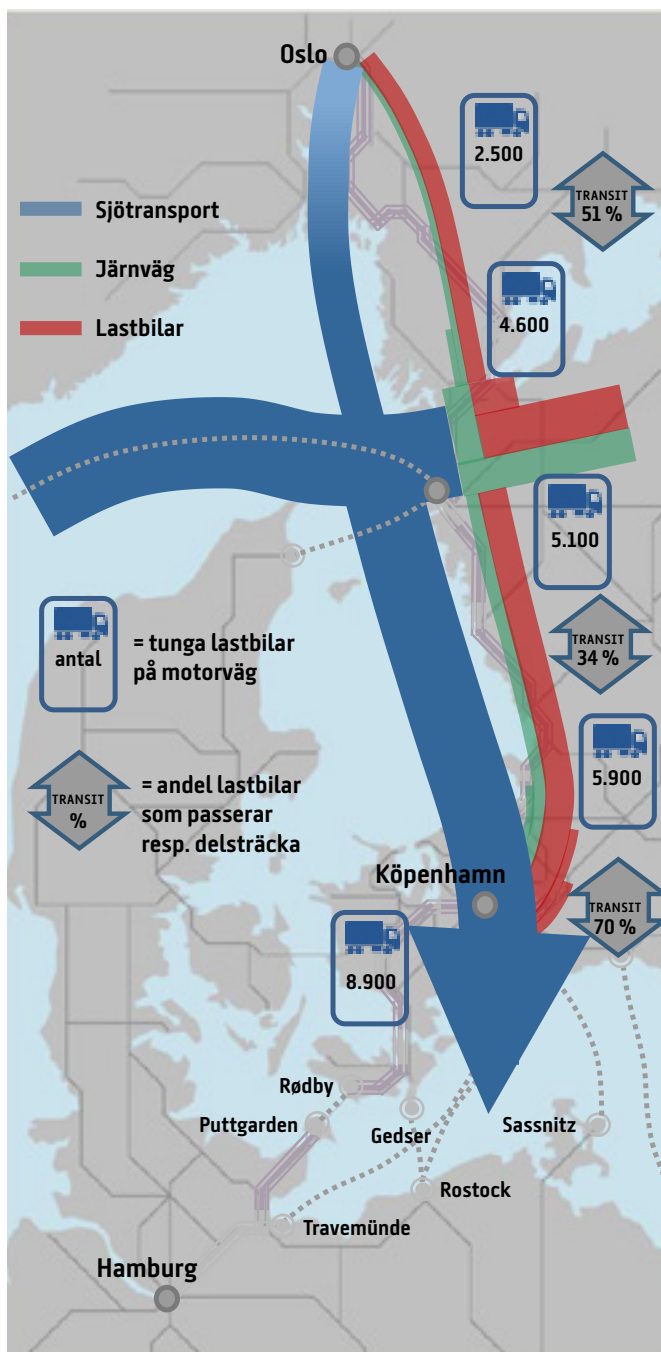 Oslo
2.500
TRANSIT
51 %
Sjötransport
Järnväg
Lastbilar
4.600
5.100
antal
= tunga lastbilar
på motorväg
TRANSIT
34 %
5.900
TRANSIT
%
= andel lastbilar
som passerar
resp. delsträcka
Köpenhamn
TRANSIT
70 %
8.900
Rødby
Puttgarden
Gedser
Sassnitz
Rostock
Travemünde
Hamburg